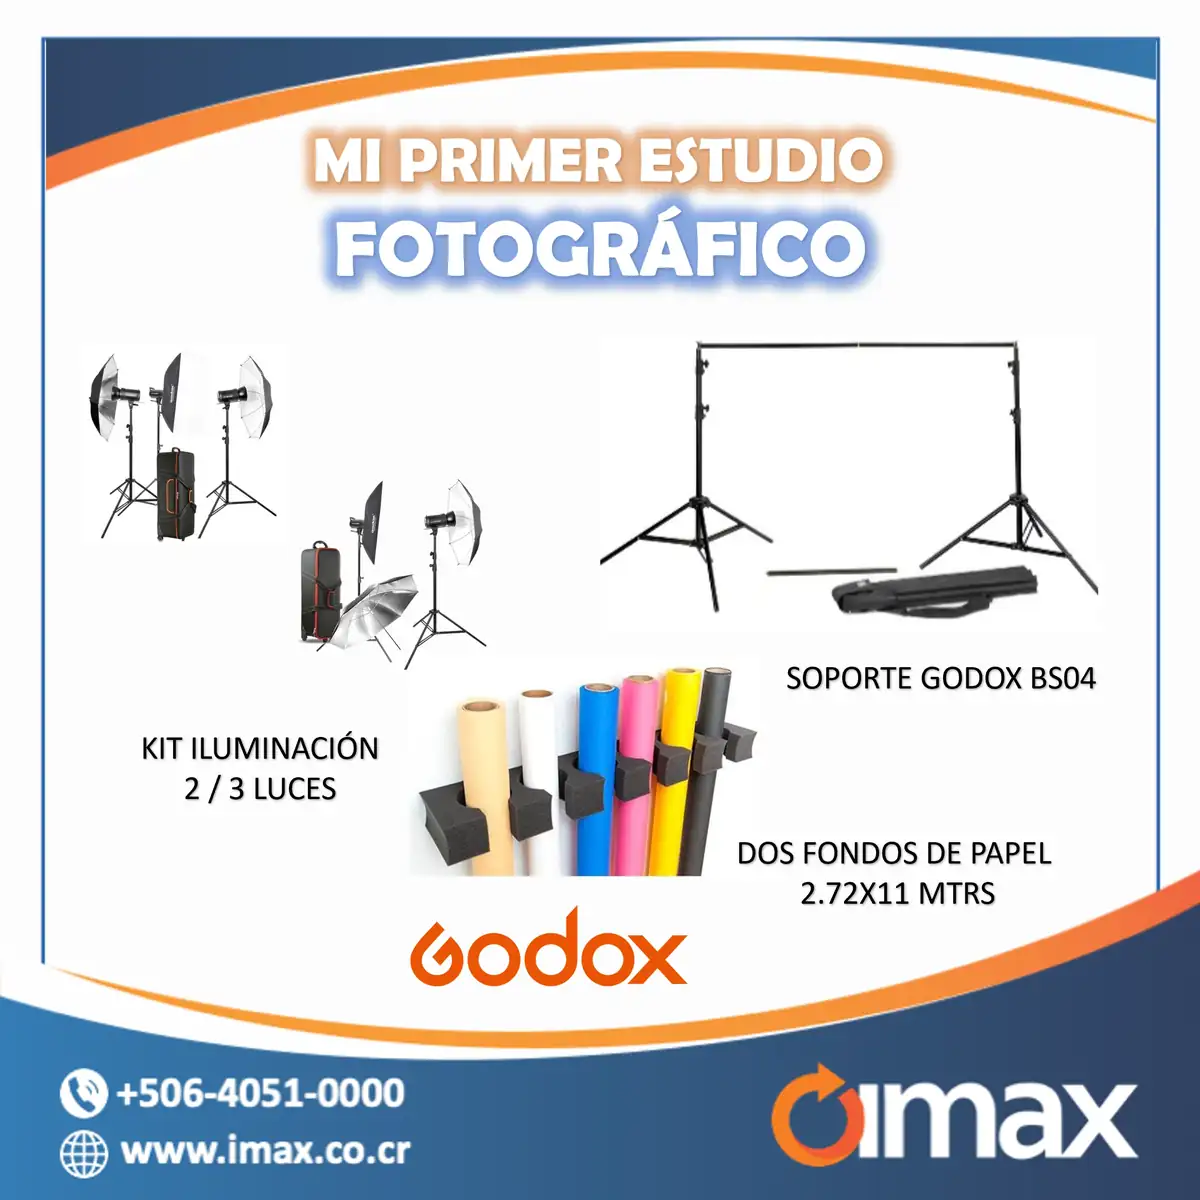 MI PRIMER ESTUDIO
FOTOGRÁFICO
SOPORTE GODOX BS04
KIT ILUMINACIÓN
2 / 3 LUCES
DOS FONDOS DE PAPEL
2.72X11 MTRS
Godox
+506-4051-0000
www.imax.co.cr
imax